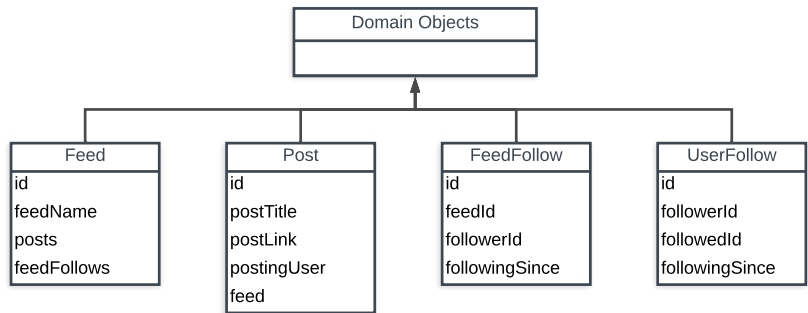 Domain Objects
Feed
id
feedName
posts
feedFollows
Post
id
postTitle
postLink
postingUser
feed
FeedFollow
id
feedId
followerId
followingSince
UserFollow
id
followerId
followedId
followingSince